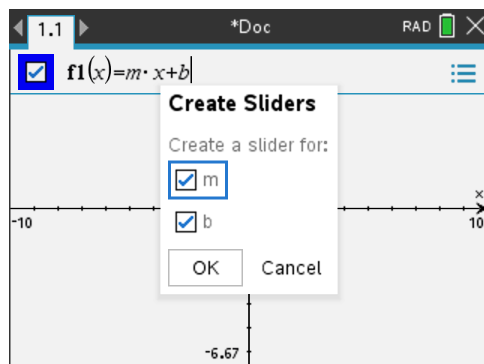 1.1 *Doc RAD
f1(x)=m· x+b
Create Sliders
Create a slider for:
m
b
OK Cancel
x
-10 10
-6.67